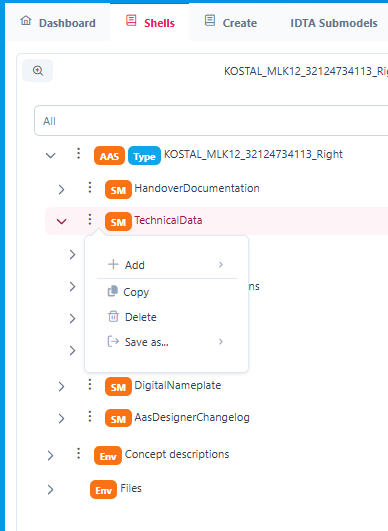 Dashboard Shells Create IDTA Submodels
KOSTAL_MLK12_32124734113_Rig
All
AAS Type KOSTAL_MLK12_32124734113_Right
SM HandoverDocumentation
SM TechnicalData
Add
ns
Copy
Delete
Save as...
SM DigitalNameplate
SM AasDesignerChangelog
Env Concept descriptions
Env Files